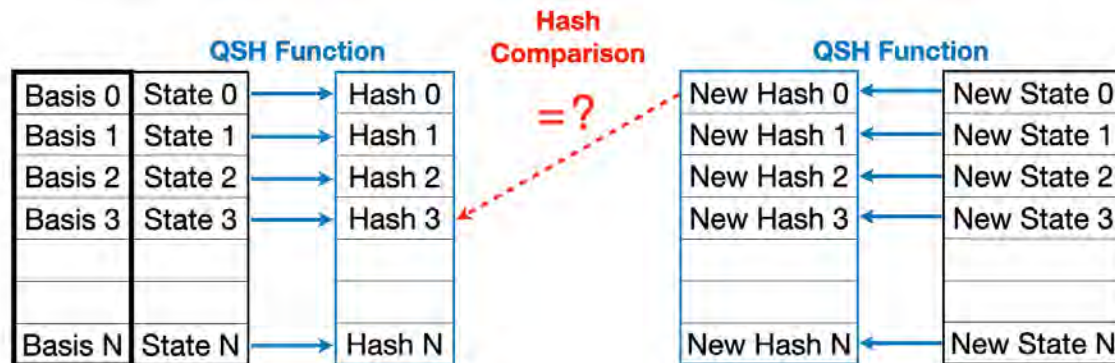 Hash
Comparison
QSH Function
QSH Function
=?
Basis 0 State 0 Hash 0 New Hash 0 New State 0
Basis 1 State 1 Hash 1 New Hash 1 New State 1
Basis 2 State 2 Hash 2 New Hash 2 New State 2
Basis 3 State 3 Hash 3 New Hash 3 New State 3
Basis N State N Hash N New Hash N New State N